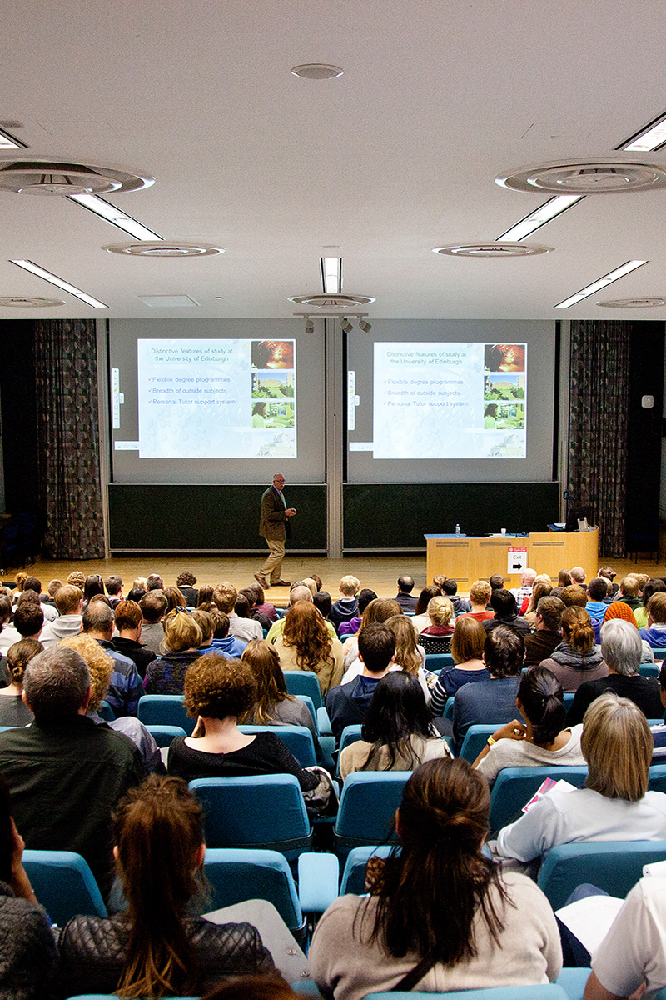 Distinctive features of study at
the University of Edinburgh
✓Flexible degree programmes
✓Breadth of outside subjects
✓Personal Tutor support system
Distinctive features of study at
the University of Edinburgh
✓Flexible degree programmes
✓Breadth of outside subjects
✓Personal Tutor support system
Exit